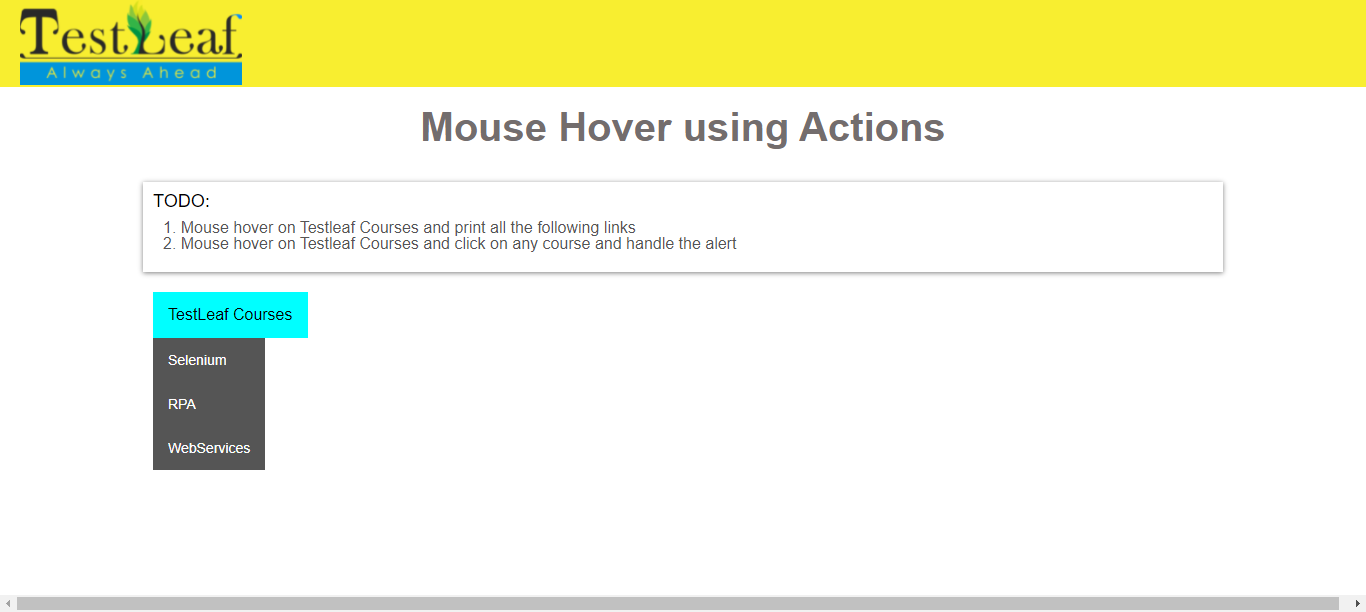 TestLeaf
Always Ahead
Mouse Hover using Actions
TODO:
1. Mouse hover on Testleaf Courses and print all the following links
2. Mouse hover on Testleaf Courses and click on any course and handle the alert
TestLeaf Courses
Selenium
RPA
WebServices